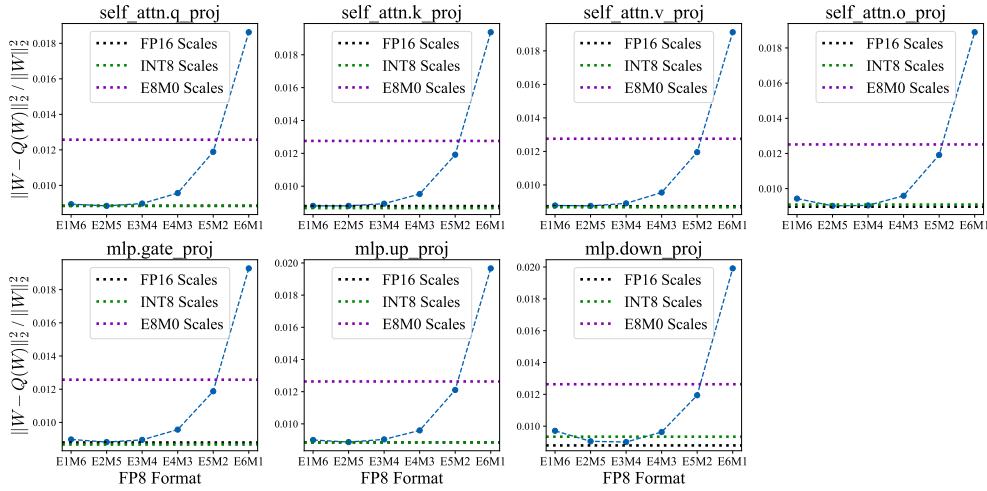 self_attn.q_proj
self_attn.k_proj
self_attn.v_proj
self_attn.o_proj
||W − Q(W)||₂² / ||W||₂²
0.018
0.016
0.014
0.012
0.010
FP16 Scales
INT8 Scales
E8M0 Scales
E1M6 E2M5 E3M4 E4M3 E5M2 E6M1
0.018
0.016
0.014
0.012
0.010
FP16 Scales
INT8 Scales
E8M0 Scales
E1M6 E2M5 E3M4 E4M3 E5M2 E6M1
0.018
0.016
0.014
0.012
0.010
FP16 Scales
INT8 Scales
E8M0 Scales
E1M6 E2M5 E3M4 E4M3 E5M2 E6M1
0.018
0.016
0.014
0.012
0.010
FP16 Scales
INT8 Scales
E8M0 Scales
E1M6 E2M5 E3M4 E4M3 E5M2 E6M1
mlp.gate_proj
mlp.up_proj
mlp.down_proj
||W − Q(W)||₂² / ||W||₂²
0.018
0.016
0.014
0.012
0.010
FP16 Scales
INT8 Scales
E8M0 Scales
E1M6 E2M5 E3M4 E4M3 E5M2 E6M1
FP8 Format
0.020
0.018
0.016
0.014
0.012
0.010
FP16 Scales
INT8 Scales
E8M0 Scales
E1M6 E2M5 E3M4 E4M3 E5M2 E6M1
FP8 Format
0.020
0.018
0.016
0.014
0.012
0.010
FP16 Scales
INT8 Scales
E8M0 Scales
E1M6 E2M5 E3M4 E4M3 E5M2 E6M1
FP8 Format